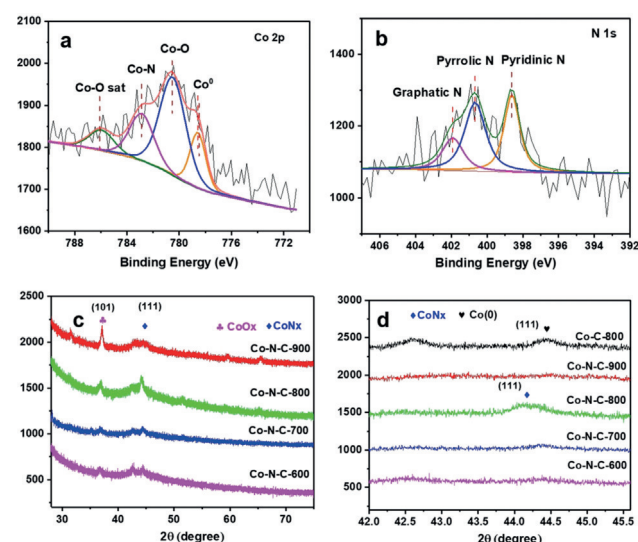 a
Co 2p
Co-O
Co-N
Co-O sat
Co⁰
2100
2000
1900
1800
1700
1600
788 784 780 776 772
Binding Energy (eV)
b
N 1s
Pyrrolic N
Pyridinic N
Graphatic N
1400
1300
1200
1100
1000
406 404 402 400 398 396 394 392
Binding Energy (eV)
c
(101)
(111)
♣ CoOx ♦ CoNx
Co-N-C-900
Co-N-C-800
Co-N-C-700
Co-N-C-600
2500
2000
1500
1000
500
30 40 50 60 70
2θ (degree)
d
♦ CoNx ♥ Co(0)
(111)
Co-C-800
Co-N-C-900
(111)
Co-N-C-800
Co-N-C-700
Co-N-C-600
3000
2500
2000
1500
1000
500
42.0 42.5 43.0 43.5 44.0 44.5 45.0 45.5
2θ (degree)